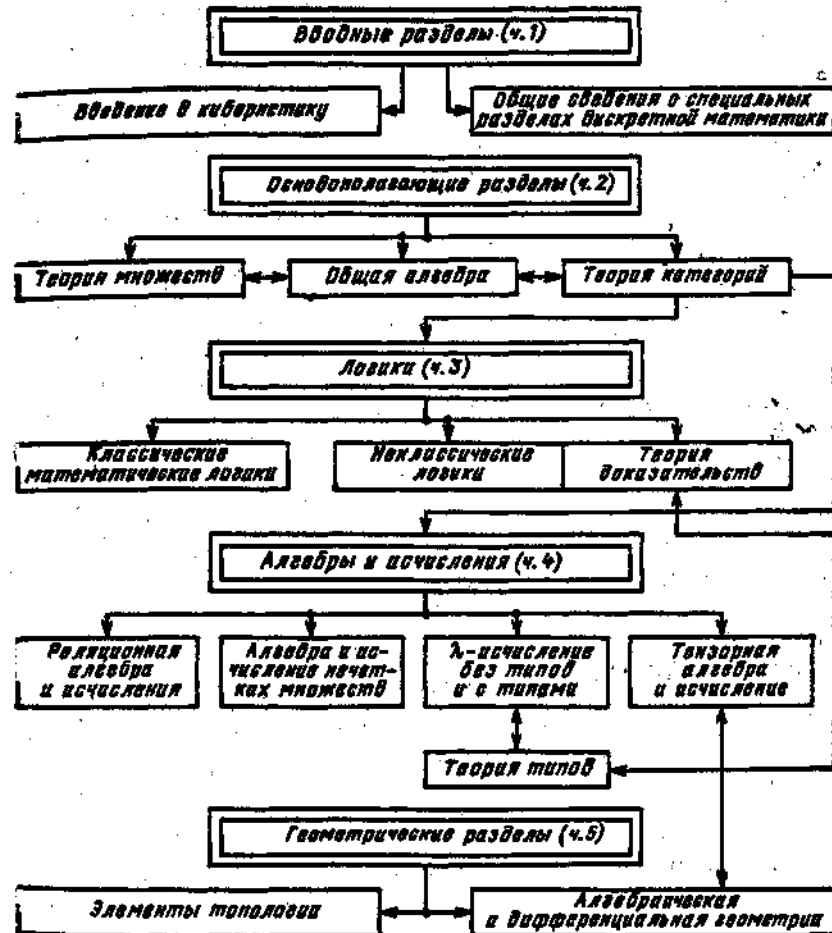 Вводные разделы (ч.1)
Введение в киберистику
Общие сведения о специальных
разделах дискретной математики
Основополагающие разделы (ч.2)
Теория множеств
Общая алгебра
Теория категорий
Логики (ч.3)
Классические
математические логики
Неклассические
логики
Теория
доказательств
Алгебры и исчисления (ч.4)
Реляционная
алгебра
и исчисления
Алгебра и ис-
числение нечет-
ких множеств
λ-исчисление
без типов
и с типами
Тензорная
алгебра
и исчисление
Теория типов
Геометрические разделы (ч.5)
Элементы топологии
Алгебраическая
и дифференциальная геометрии